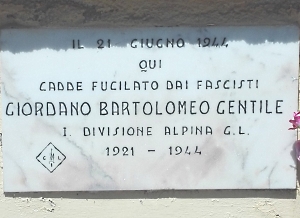 IL 21 GIUGNO 1944
QUI
CADDE FUCILATO DAI FASCISTI
GIORDANO BARTOLOMEO GENTILE
I. DIVISIONE ALPINA G.L.
1921 - 1944